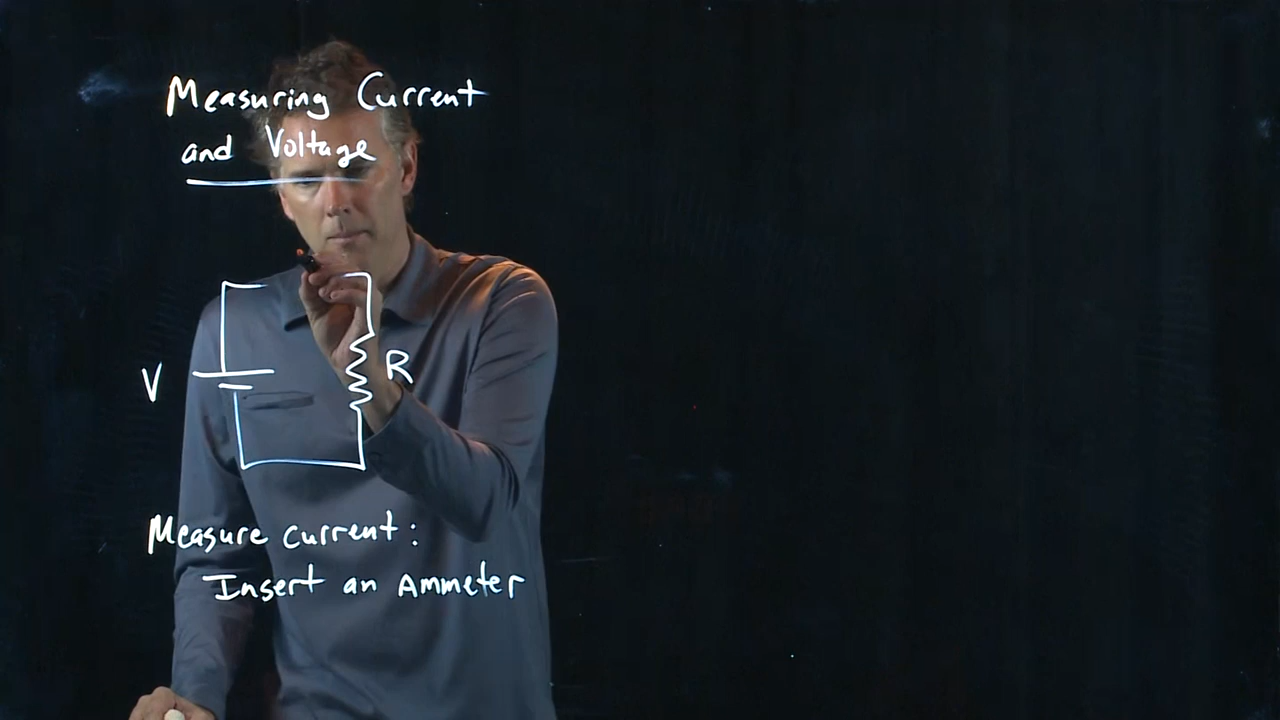 Measuring Current
and Voltage
V
R
Measure current:
Insert an Ammeter